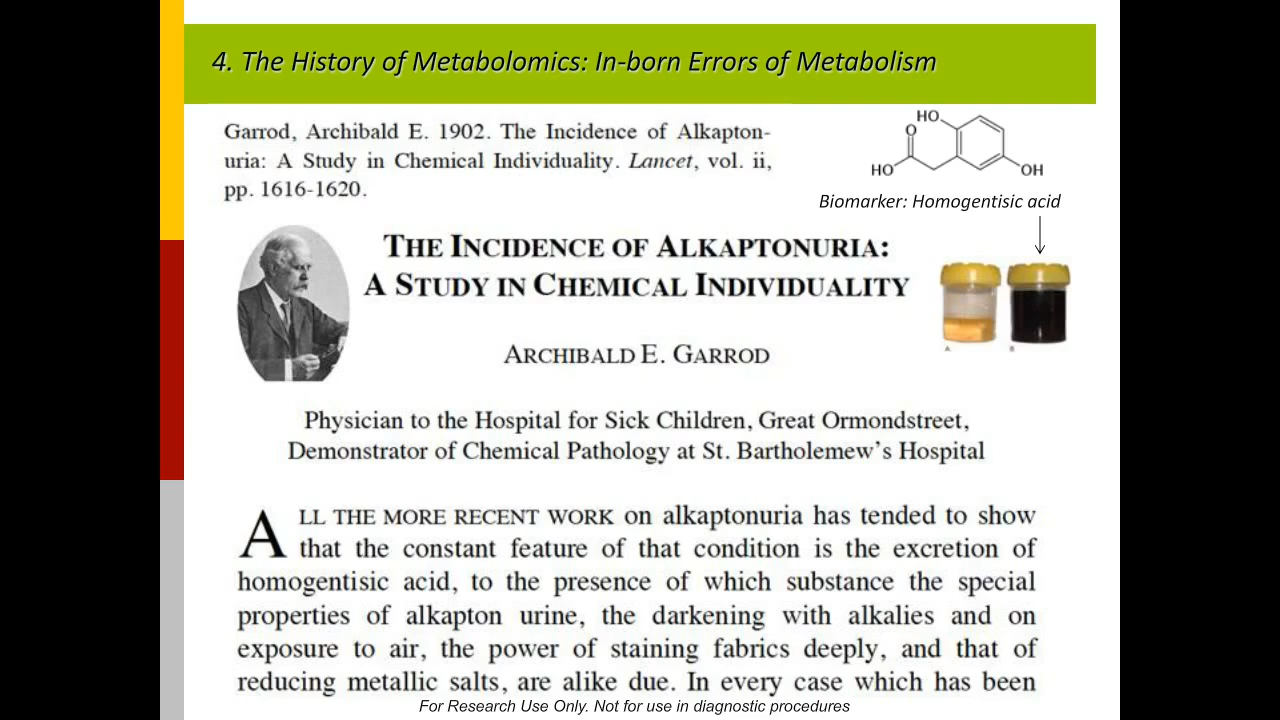 4. The History of Metabolomics: In-born Errors of Metabolism
Garrod, Archibald E. 1902. The Incidence of Alkapton-
uria: A Study in Chemical Individuality. Lancet, vol. ii,
pp. 1616-1620.
HO
O
HO
OH
Biomarker: Homogentisic acid
THE INCIDENCE OF ALKAPTONURIA:
A STUDY IN CHEMICAL INDIVIDUALITY
A
B
ARCHIBALD E. GARROD
Physician to the Hospital for Sick Children, Great Ormondstreet,
Demonstrator of Chemical Pathology at St. Bartholemew's Hospital
ALL THE MORE RECENT WORK on alkaptonuria has tended to show
that the constant feature of that condition is the excretion of
homogentisic acid, to the presence of which substance the special
properties of alkapton urine, the darkening with alkalies and on
exposure to air, the power of staining fabrics deeply, and that of
reducing metallic salts, are alike due. In every case which has been
For Research Use Only. Not for use in diagnostic procedures